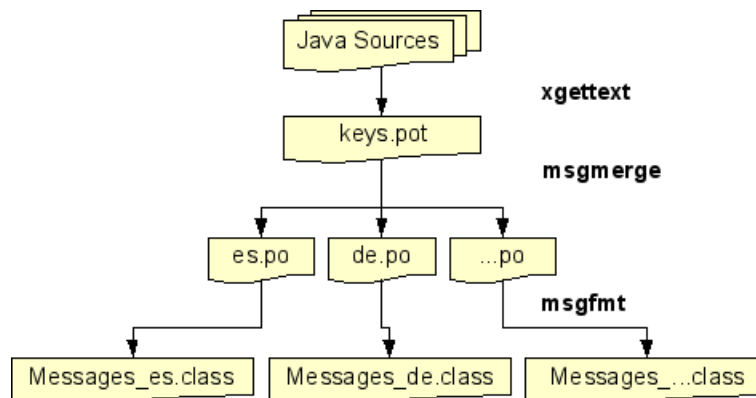 Java Sources
xgettext
keys.pot
msgmerge
es.po
de.po
...po
msgfmt
Messages_es.class
Messages_de.class
Messages_...class